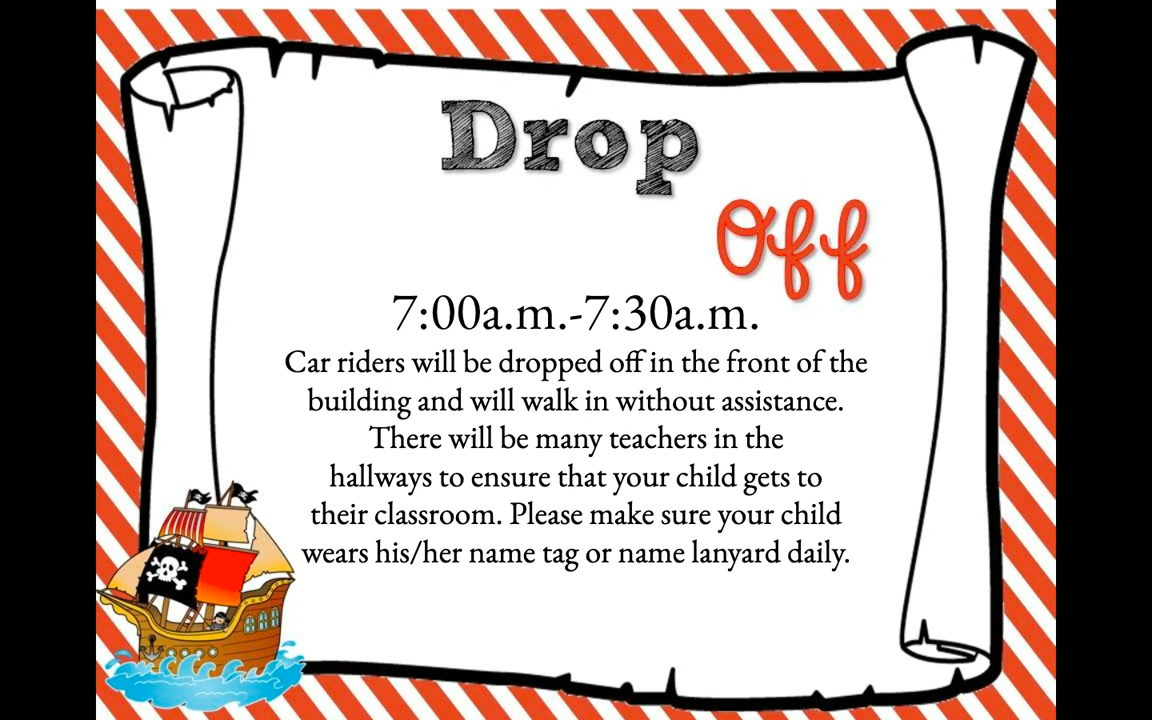 Drop
Off
7:00a.m.-7:30a.m.
Car riders will be dropped off in the front of the
building and will walk in without assistance.
There will be many teachers in the
hallways to ensure that your child gets to
their classroom. Please make sure your child
wears his/her name tag or name lanyard daily.